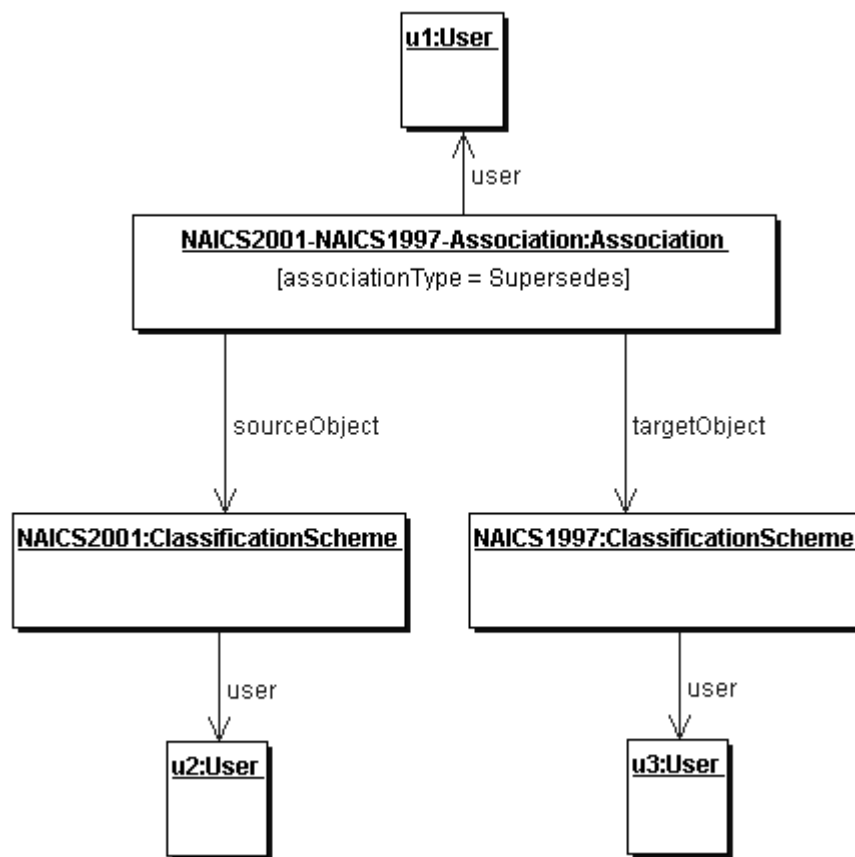 u1:User
user
NAICS2001-NAICS1997-Association:Association
[associationType = Supersedes]
sourceObject
targetObject
NAICS2001:ClassificationScheme
NAICS1997:ClassificationScheme
user
user
u2:User
u3:User